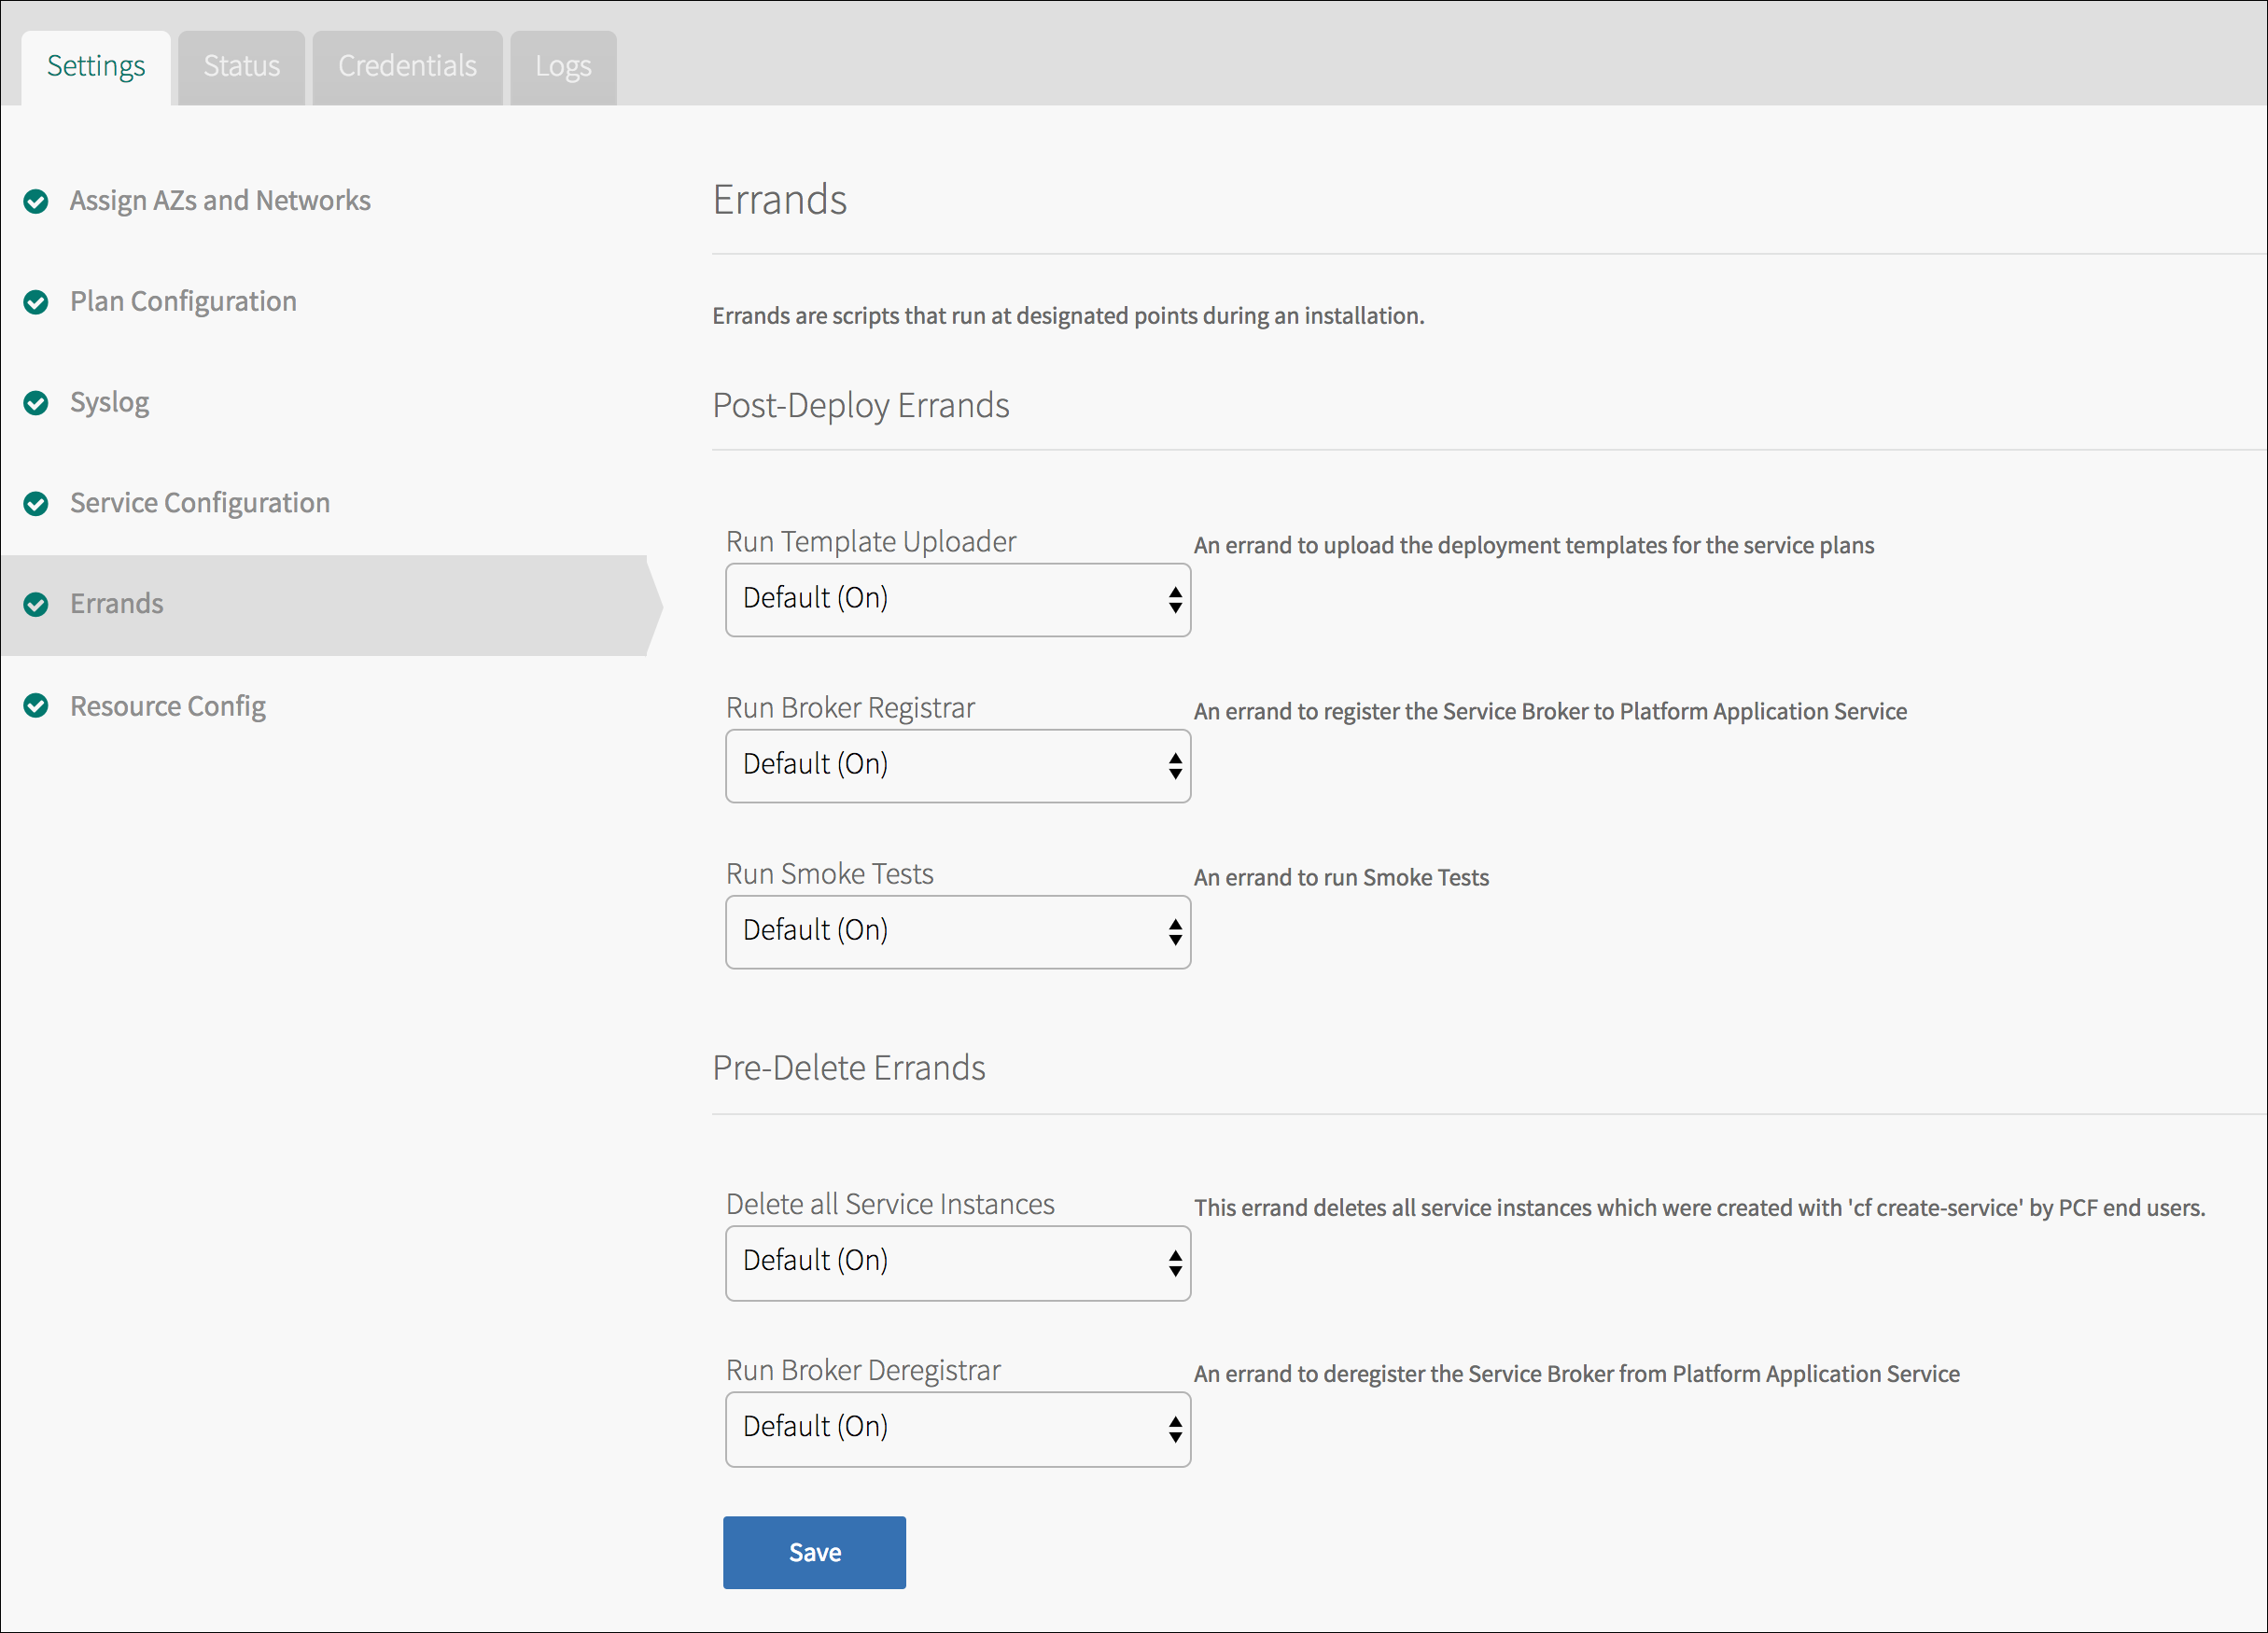 Settings
Status
Credentials
Logs
Assign AZs and Networks
Plan Configuration
Syslog
Service Configuration
Errands
Resource Config
Errands
Errands are scripts that run at designated points during an installation.
Post-Deploy Errands
Run Template Uploader
An errand to upload the deployment templates for the service plans
Default (On)
Run Broker Registrar
An errand to register the Service Broker to Platform Application Service
Default (On)
Run Smoke Tests
An errand to run Smoke Tests
Default (On)
Pre-Delete Errands
Delete all Service Instances
This errand deletes all service instances which were created with 'cf create-service' by PCF end users.
Default (On)
Run Broker Deregistrar
An errand to deregister the Service Broker from Platform Application Service
Default (On)
Save